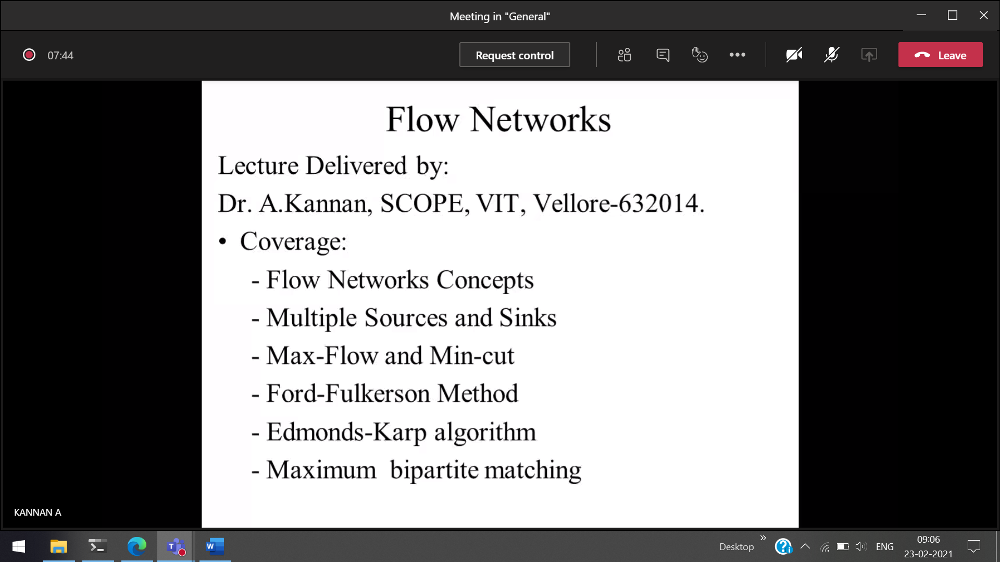 Meeting in "General"
07:44
Request control
Leave
Flow Networks
Lecture Delivered by:
Dr. A.Kannan, SCOPE, VIT, Vellore-632014.
• Coverage:
- Flow Networks Concepts
- Multiple Sources and Sinks
- Max-Flow and Min-cut
- Ford-Fulkerson Method
- Edmonds-Karp algorithm
- Maximum  bipartite matching
KANNAN A
Desktop
ENG
09:06
23-02-2021